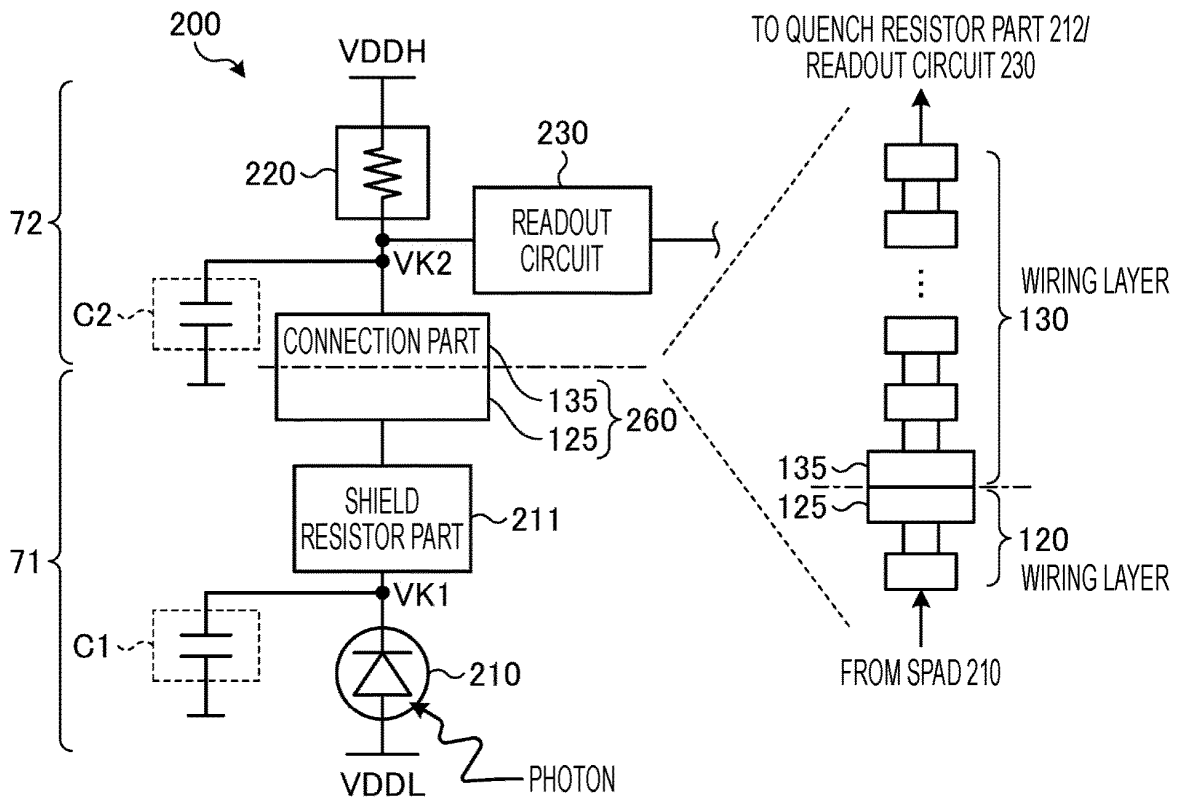 200
VDDH
TO QUENCH RESISTOR PART 212/
READOUT CIRCUIT 230
220
230
READOUT
CIRCUIT
72
VK2
C2
CONNECTION PART
135
125
260
WIRING LAYER
130
SHIELD
RESISTOR PART
211
135
125
120
WIRING LAYER
71
VK1
C1
210
FROM SPAD 210
VDDL
PHOTON